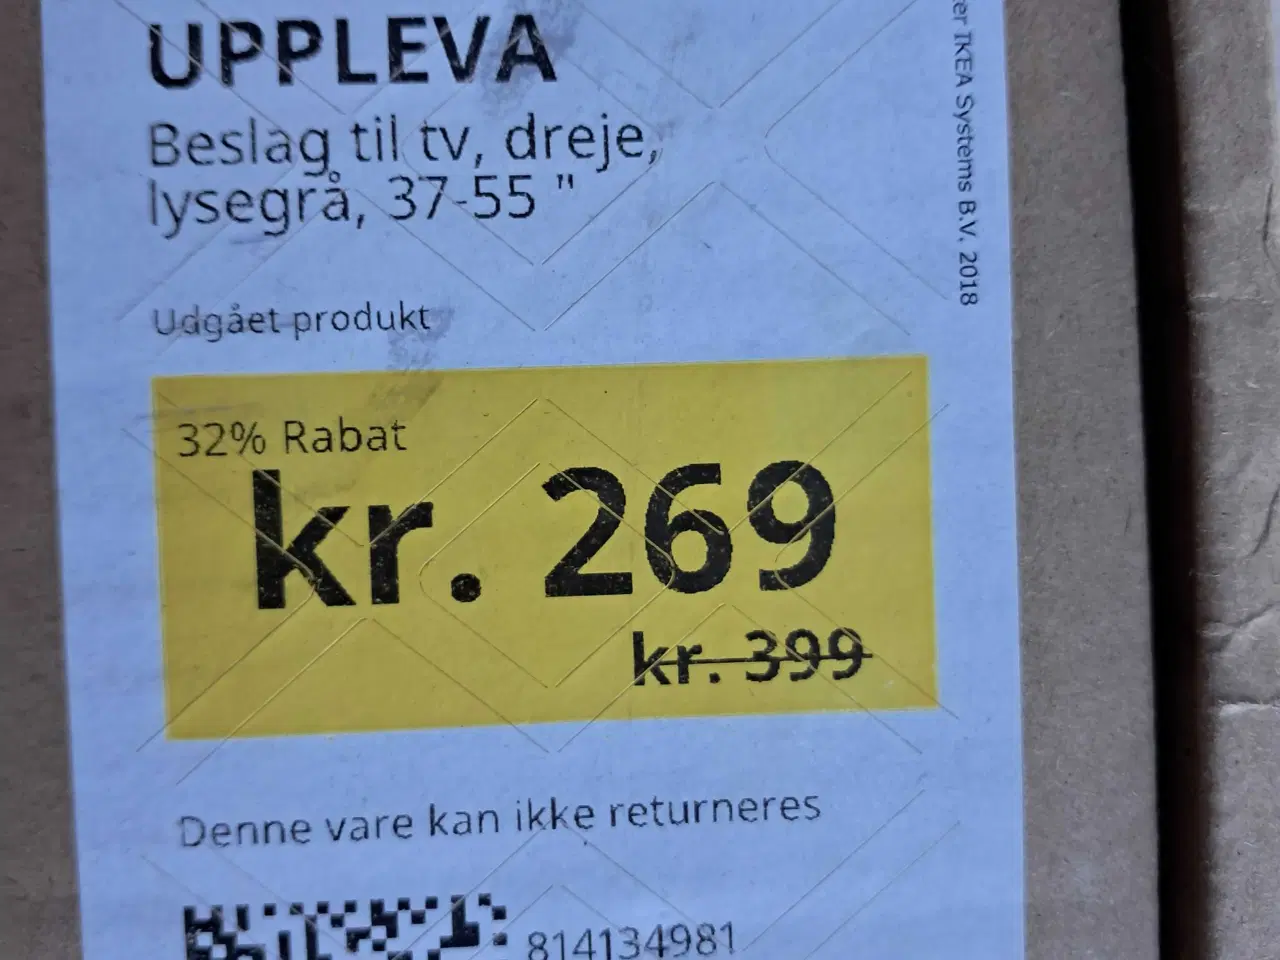 UPPLEVA
Beslag til tv, dreje,
lysegrå, 37-55 "
Udgået produkt
32% Rabat
kr. 269
kr. 399
Denne vare kan ikke returneres
814134981
IKEA Systems B.V. 2018